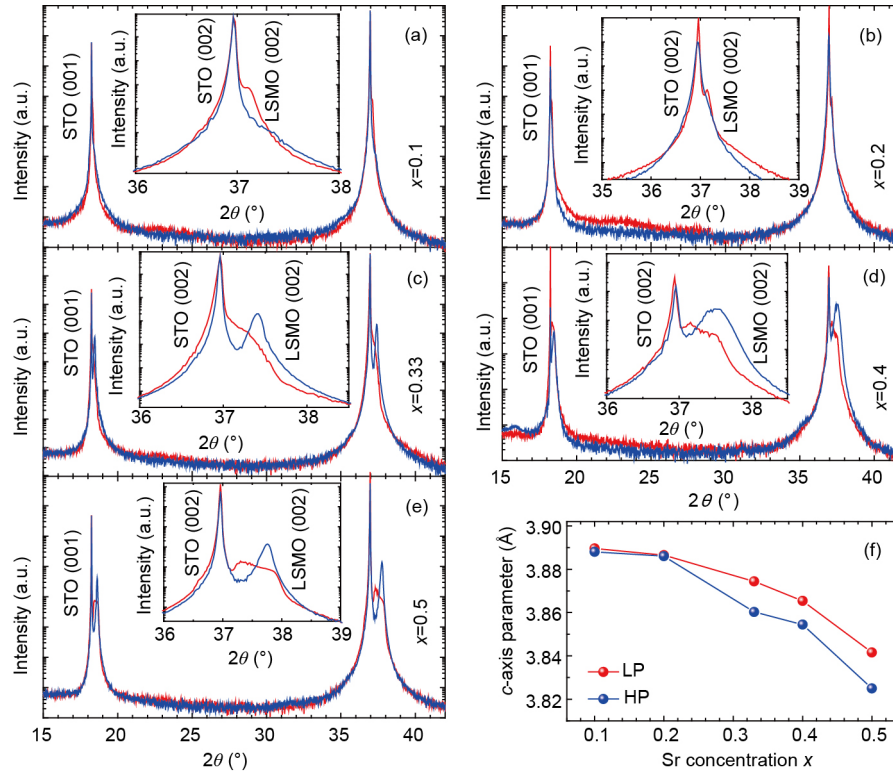 (a)
Intensity (a.u.)
STO (001)
Intensity (a.u.)
STO (002)
LSMO (002)
36 37 38
2θ (°)
x=0.1
(b)
Intensity (a.u.)
STO (001)
Intensity (a.u.)
STO (002)
LSMO (002)
35 36 37 38 39
2θ (°)
x=0.2
(c)
Intensity (a.u.)
STO (001)
Intensity (a.u.)
STO (002)
LSMO (002)
36 37 38
2θ (°)
x=0.33
(d)
Intensity (a.u.)
STO (001)
Intensity (a.u.)
STO (002)
LSMO (002)
36 37 38
2θ (°)
x=0.4
15 20 25 30 35 40
2θ (°)
(e)
Intensity (a.u.)
STO (001)
Intensity (a.u.)
STO (002)
LSMO (002)
36 37 38 39
2θ (°)
x=0.5
15 20 25 30 35 40
2θ (°)
(f)
c-axis parameter (Å)
3.90
3.88
3.86
3.84
3.82
LP
HP
0.1 0.2 0.3 0.4 0.5
Sr concentration x